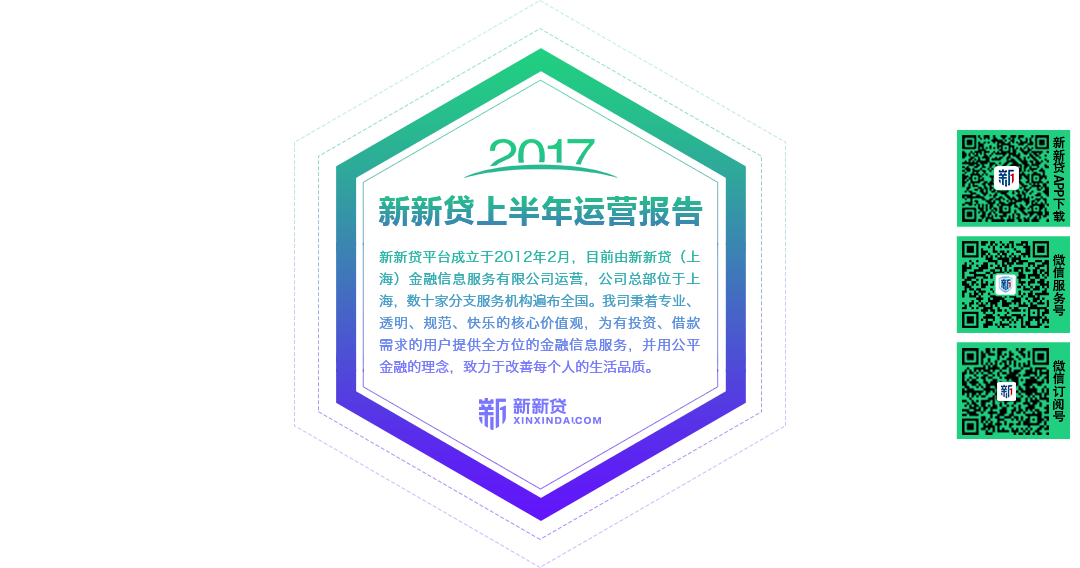 2017
新新贷上半年运营报告
新新贷平台成立于2012年2月，目前由新新贷（上
海）金融信息服务有限公司运营，公司总部位于上
海，数十家分支服务机构遍布全国。我司秉着专业、
透明、规范、快乐的核心价值观，为有投资、借款
需求的用户提供全方位的金融信息服务，并用公平
金融的理念，致力于改善每个人的生活品质。
新 新新贷
XINXINDAI.COM
新新贷APP下载
新
微信服务号
新
微信订阅号
新